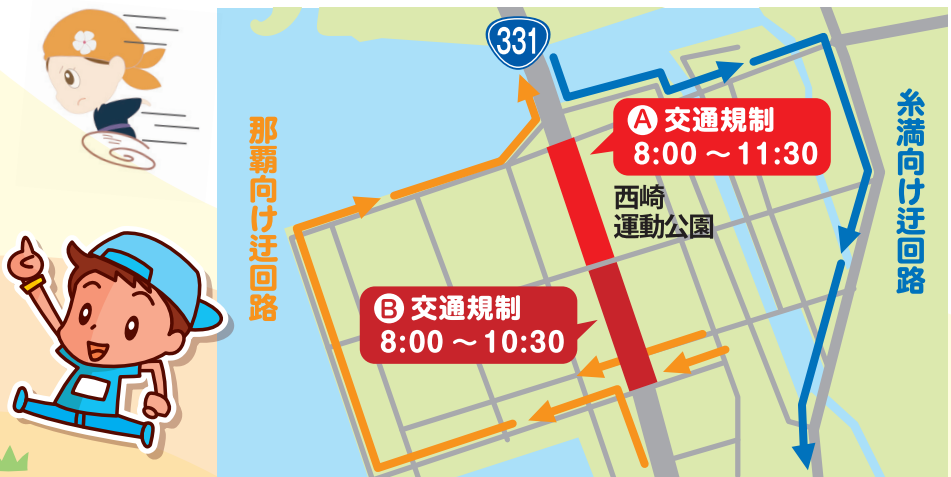 331
A 交通規制
8:00 ～ 11:30
西崎
運動公園
B 交通規制
8:00 ～ 10:30
那覇向け迂回路
糸満向け迂回路